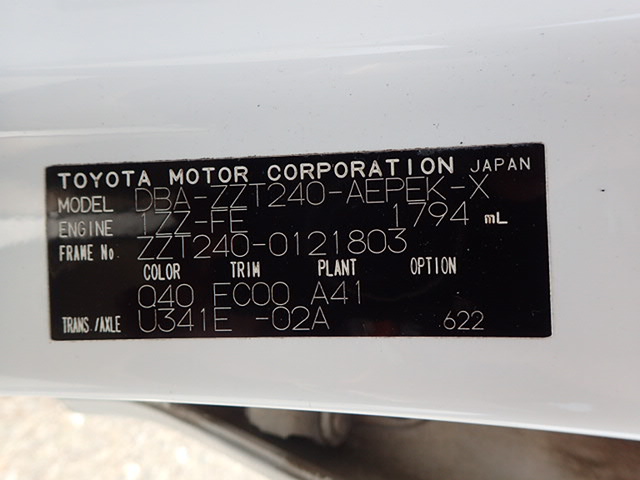 TOYOTA MOTOR CORPORATION JAPAN
MODEL DBA-ZZT240-AEPEK-X
ENGINE 1ZZ-FE 1794 mL
FRAME No ZZT240-0121803
COLOR TRIM PLANT OPTION
040 FC00 A41
TRANS./AXLE U341E -02A 622